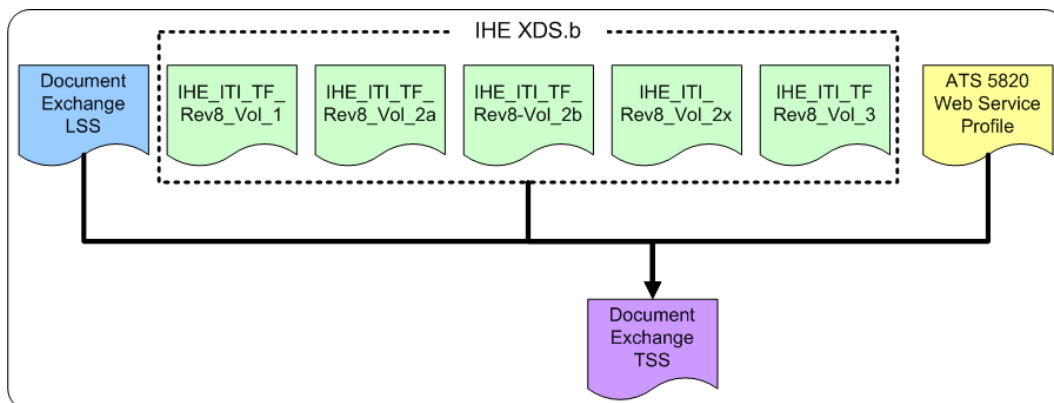 IHE XDS.b
Document
Exchange
LSS
IHE_ITI_TF_
Rev8_Vol_1
IHE_ITI_TF_
Rev8_Vol_2a
IHE_ITI_TF_
Rev8-Vol_2b
IHE_ITI_
Rev8_Vol_2x
IHE_ITI_TF
Rev8_Vol_3
ATS 5820
Web Service
Profile
Document
Exchange
TSS